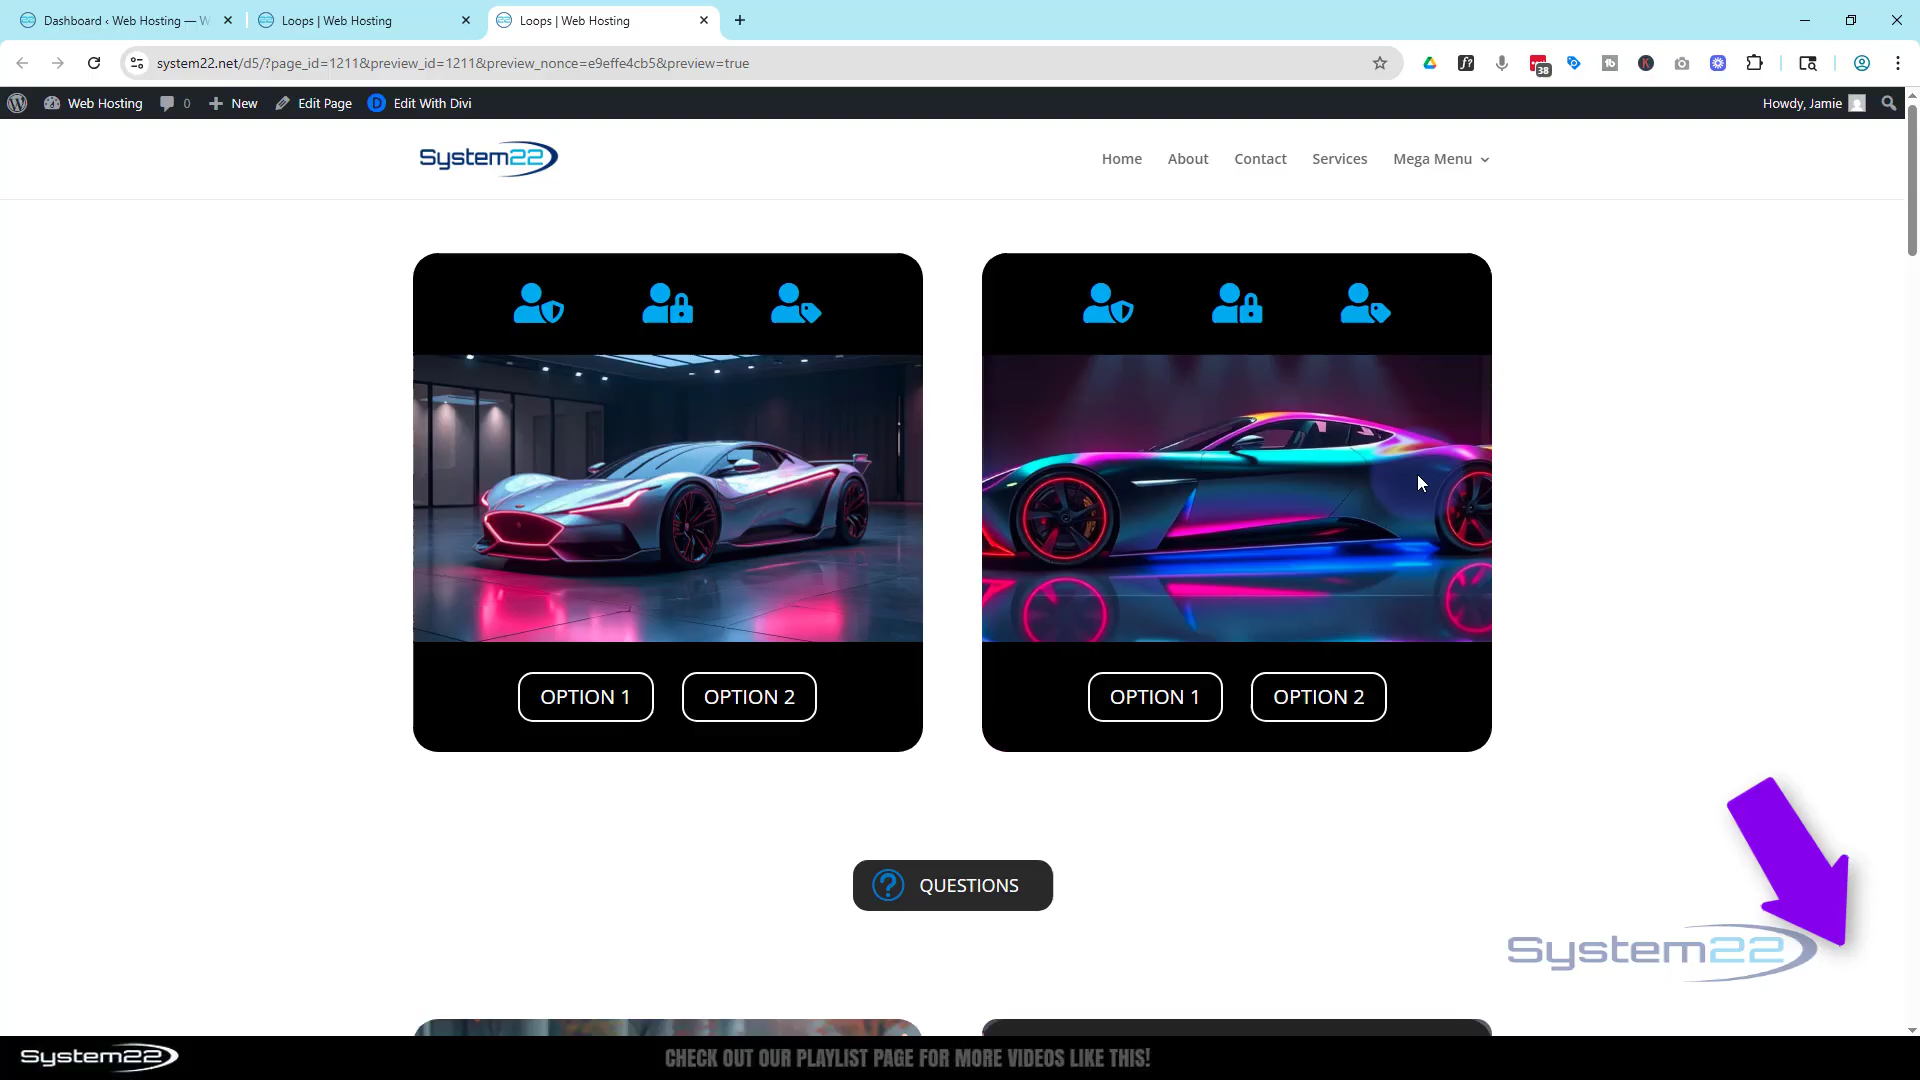 Dashboard ‹ Web Hosting — W
Loops | Web Hosting
Loops | Web Hosting
system22.net/d5/?page_id=1211&preview_id=1211&preview_nonce=e9effe4cb5&preview=true
38
Web Hosting
0
New
Edit Page
D
Edit With Divi
Howdy, Jamie
System22
Home
About
Contact
Services
Mega Menu
OPTION 1
OPTION 2
OPTION 1
OPTION 2
? QUESTIONS
System22
System22
CHECK OUT OUR PLAYLIST PAGE FOR MORE VIDEOS LIKE THIS!